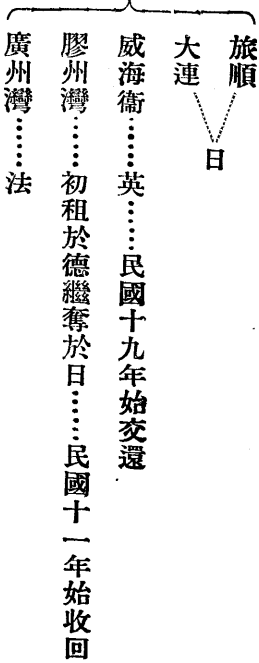 旅順
大連
日
威海衞……英……民國十九年始交還
膠州灣……初租於德繼奪於日……民國十一年始收回
廣州灣……法